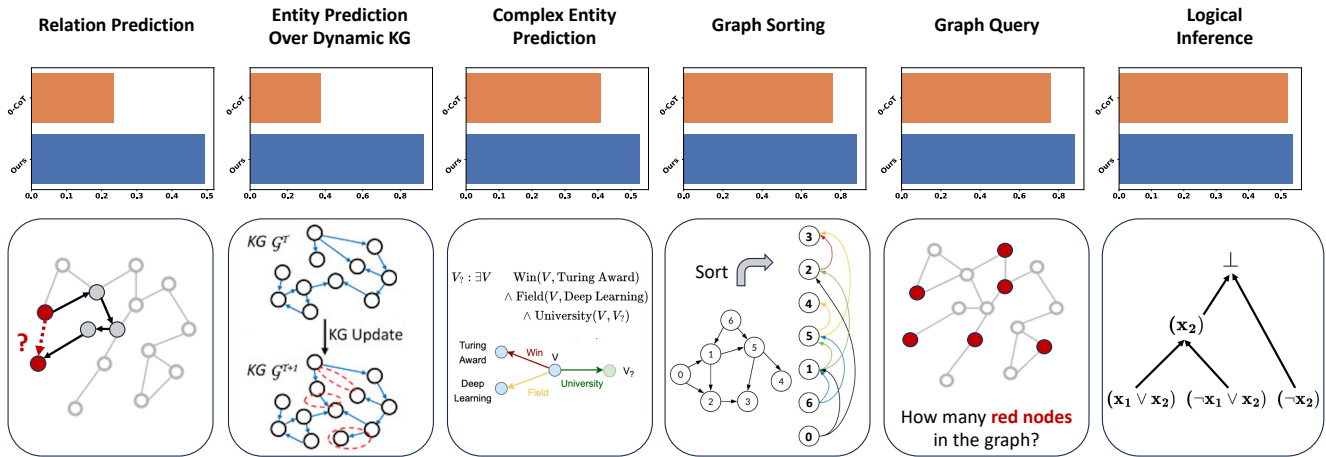 Relation Prediction
Entity Prediction
Over Dynamic KG
Complex Entity
Prediction
Graph Sorting
Graph Query
Logical
Inference
0-CoT
Ours
0.0 0.1 0.2 0.3 0.4 0.5
0-CoT
Ours
0.0 0.2 0.4 0.6 0.8
0-CoT
Ours
0.0 0.1 0.2 0.3 0.4 0.5
0-CoT
Ours
0.0 0.2 0.4 0.6 0.8
0-CoT
Ours
0.0 0.2 0.4 0.6 0.8
0-CoT
Ours
0.0 0.1 0.2 0.3 0.4 0.5
?
KG 𝒢ᵀ
KG Update
KG 𝒢ᵀ⁺¹
V? : ∃V Win(V, Turing Award)
∧ Field(V, Deep Learning)
∧ University(V, V?)
Turing
Award
Win
V
V?
Deep
Learning
Field
University
Sort
6
1
5
0
4
2
3
3
2
4
5
1
6
0
How many red nodes
in the graph?
⊥
(x₂)
(x₁ ∨ x₂) (¬x₁ ∨ x₂) (¬x₂)